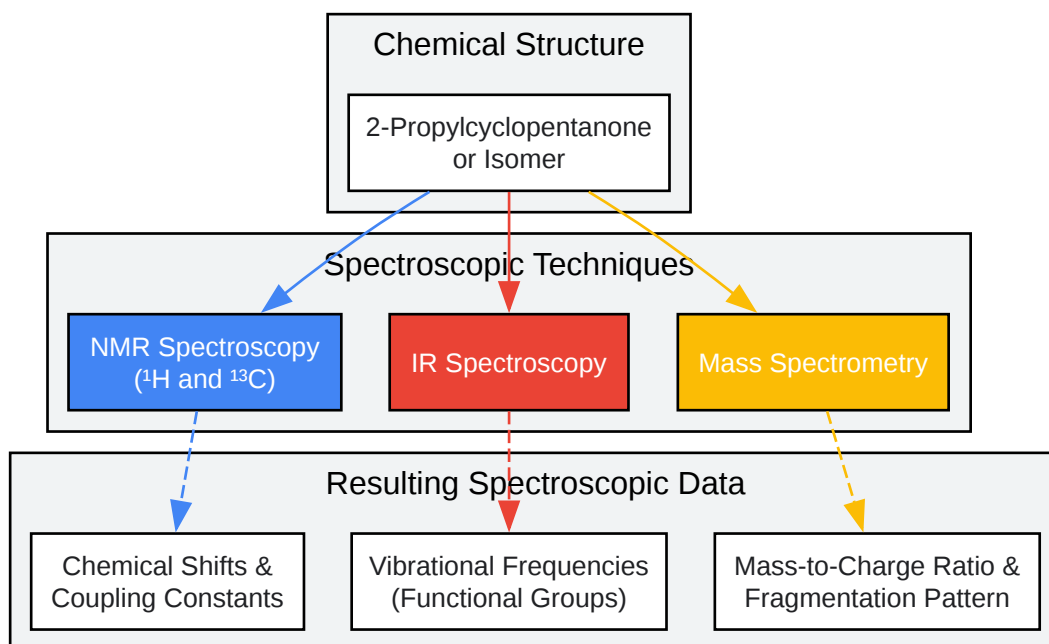 Chemical Structure
2-Propylcyclopentanone
or Isomer
Spectroscopic Techniques
NMR Spectroscopy
(¹H and ¹³C)
IR Spectroscopy
Mass Spectrometry
Resulting Spectroscopic Data
Chemical Shifts &
Coupling Constants
Vibrational Frequencies
(Functional Groups)
Mass-to-Charge Ratio &
Fragmentation Pattern